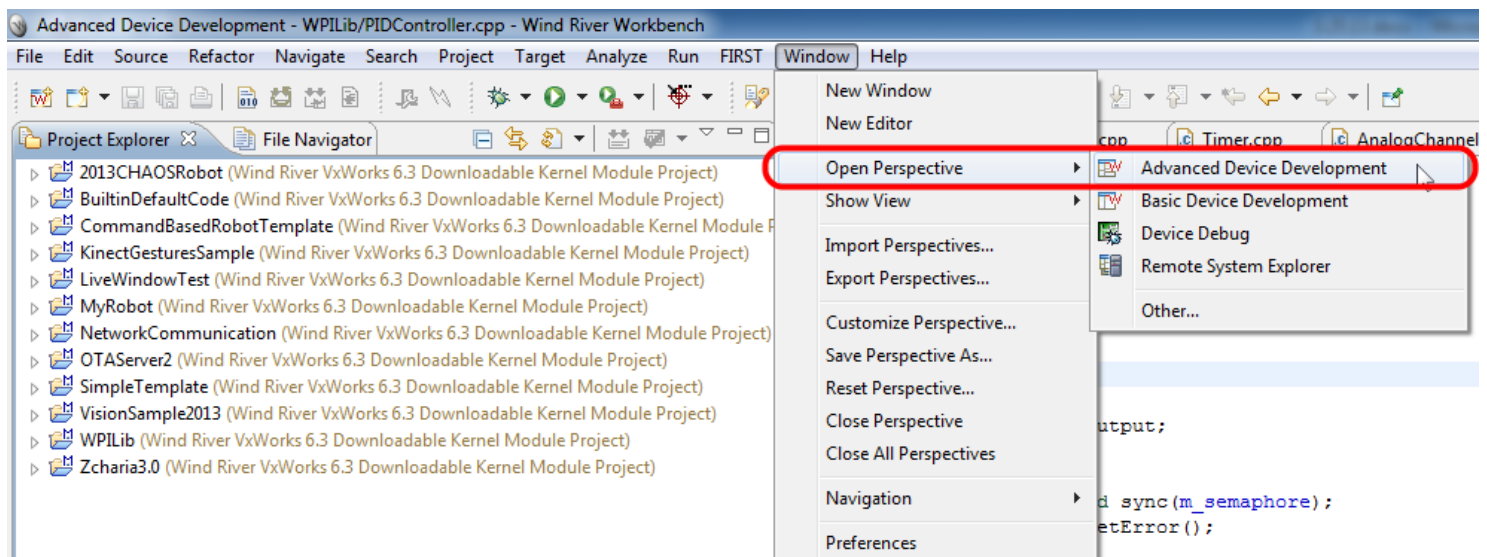 Advanced Device Development - WPILib/PIDController.cpp - Wind River Workbench
File Edit Source Refactor Navigate Search Project Target Analyze Run FIRST Window Help
Project Explorer File Navigator
2013CHAOSRobot (Wind River VxWorks 6.3 Downloadable Kernel Module Project)
BuiltinDefaultCode (Wind River VxWorks 6.3 Downloadable Kernel Module Project)
CommandBasedRobotTemplate (Wind River VxWorks 6.3 Downloadable Kernel Module P
KinectGesturesSample (Wind River VxWorks 6.3 Downloadable Kernel Module Project)
LiveWindowTest (Wind River VxWorks 6.3 Downloadable Kernel Module Project)
MyRobot (Wind River VxWorks 6.3 Downloadable Kernel Module Project)
NetworkCommunication (Wind River VxWorks 6.3 Downloadable Kernel Module Project)
OTAServer2 (Wind River VxWorks 6.3 Downloadable Kernel Module Project)
SimpleTemplate (Wind River VxWorks 6.3 Downloadable Kernel Module Project)
VisionSample2013 (Wind River VxWorks 6.3 Downloadable Kernel Module Project)
WPILib (Wind River VxWorks 6.3 Downloadable Kernel Module Project)
Zcharia3.0 (Wind River VxWorks 6.3 Downloadable Kernel Module Project)
New Window
New Editor
Open Perspective
Show View
Import Perspectives...
Export Perspectives...
Customize Perspective...
Save Perspective As...
Reset Perspective...
Close Perspective
Close All Perspectives
Navigation
Preferences
cpp Timer.cpp AnalogChannel
Advanced Device Development
Basic Device Development
Device Debug
Remote System Explorer
Other...
utput;
d sync(m_semaphore);
etError();